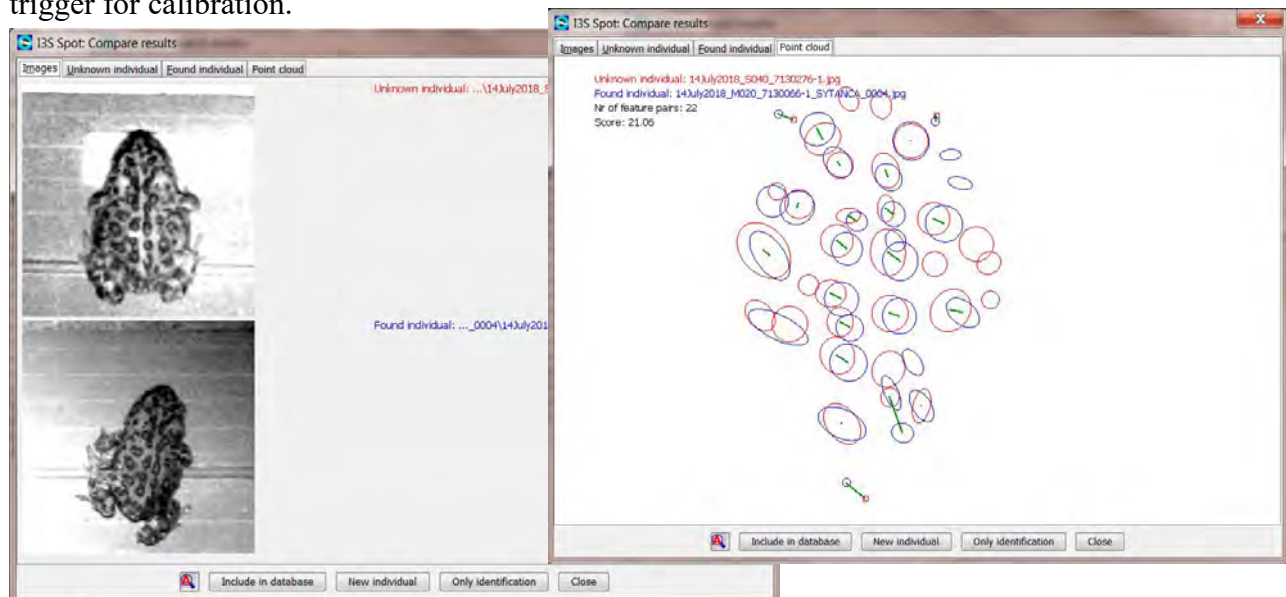 trigger for calibration.
I3S Spot: Compare results
Images Unknown individual Found individual Point cloud
Unknown individual: ...\14July2018_S
Found individual: ..._0004\14July201
Include in database New individual Only identification Close
I3S Spot: Compare results
Images Unknown individual Found individual Point cloud
Unknown individual: 14July2018_S040_7130276-1.jpg
Found individual: 14July2018_M020_7130066-1_SYTANCA_0004.jpg
Nr of feature pairs: 22
Score: 21.06
Include in database New individual Only identification Close